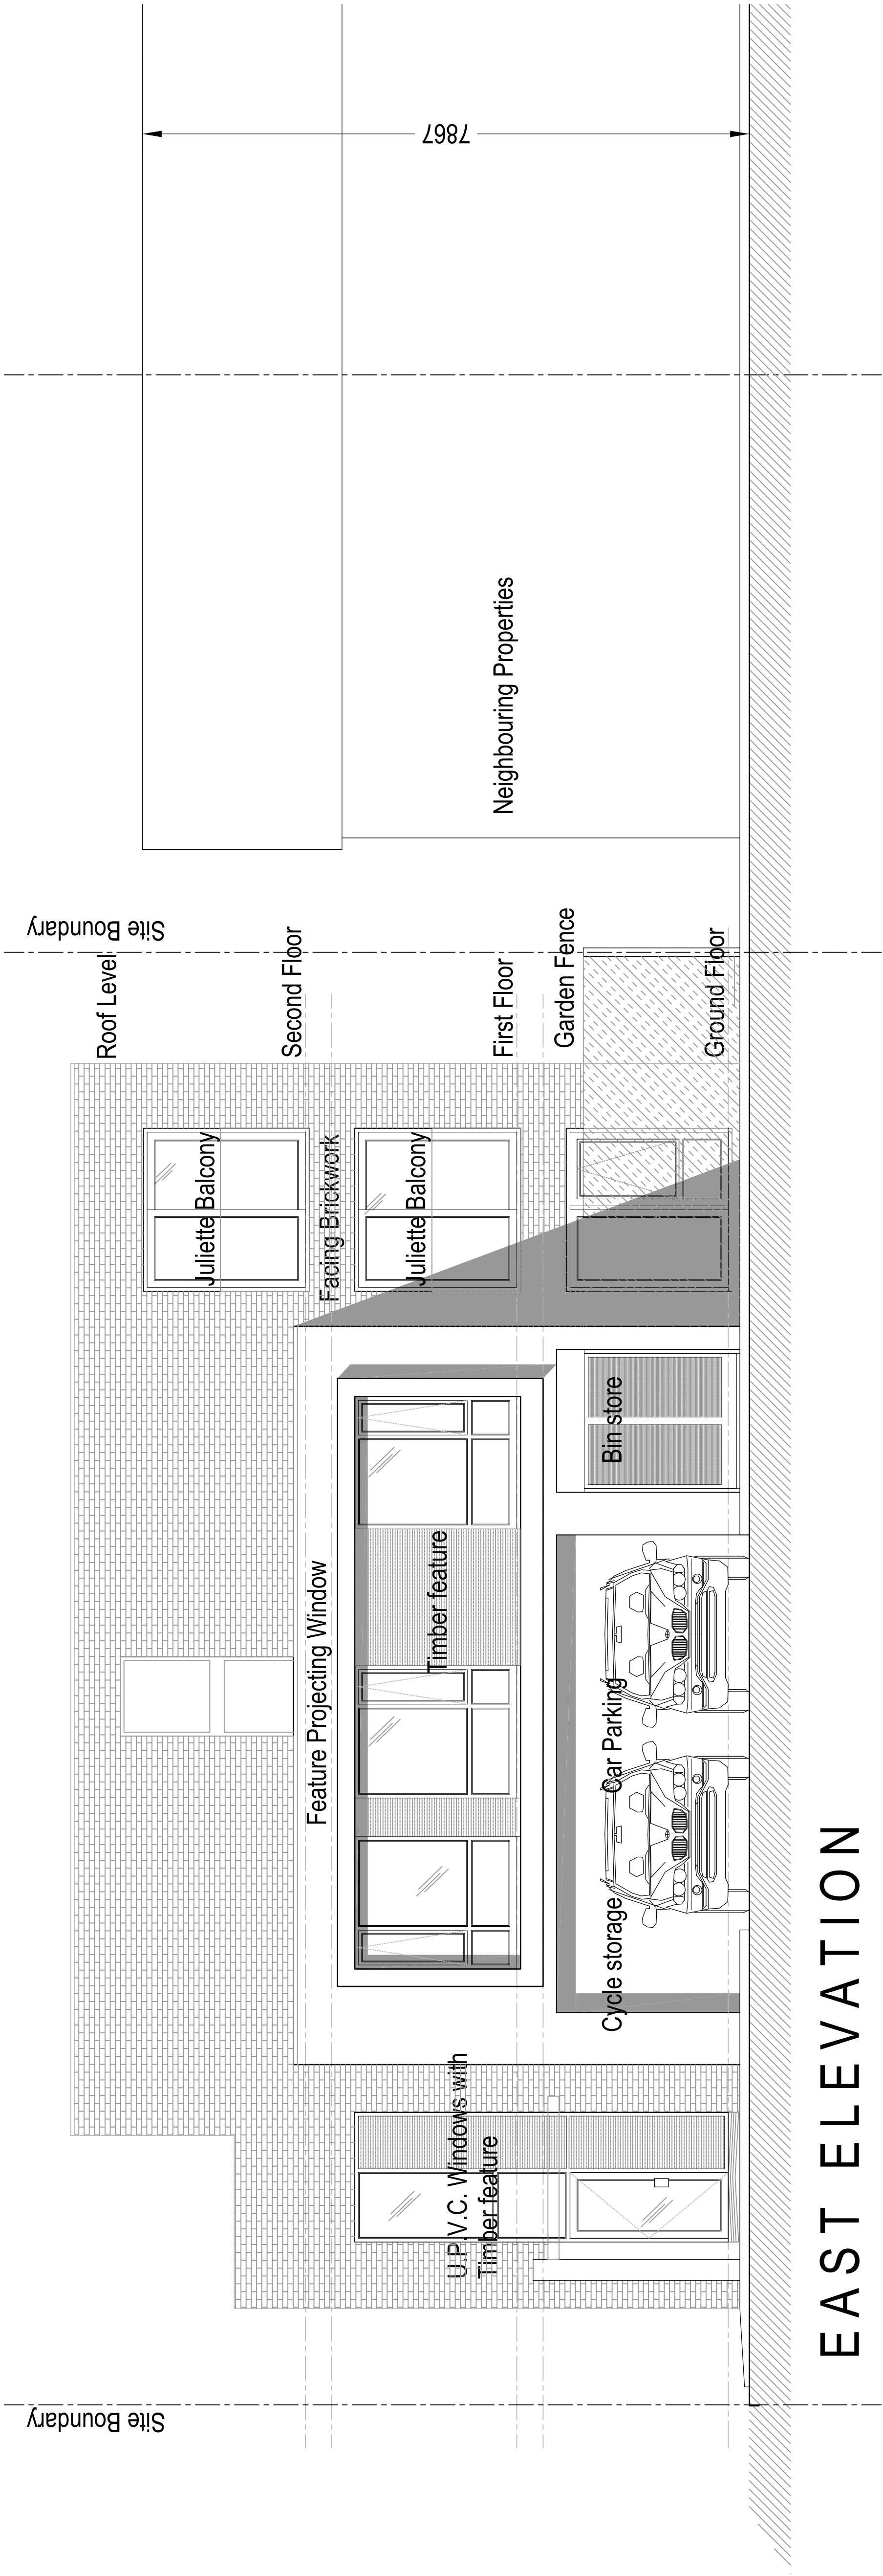 Site Boundary
Site Boundary
Roof Level
Second Floor
First Floor
Garden Fence
Ground Floor
7867
Neighbouring Properties
Juliette Balcony
Facing Brickwork
Juliette Balcony
Feature Projecting Window
Timber feature
U.P.V.C. Windows with
Timber feature
Cycle storage
Car Parking
Bin store
EAST ELEVATION